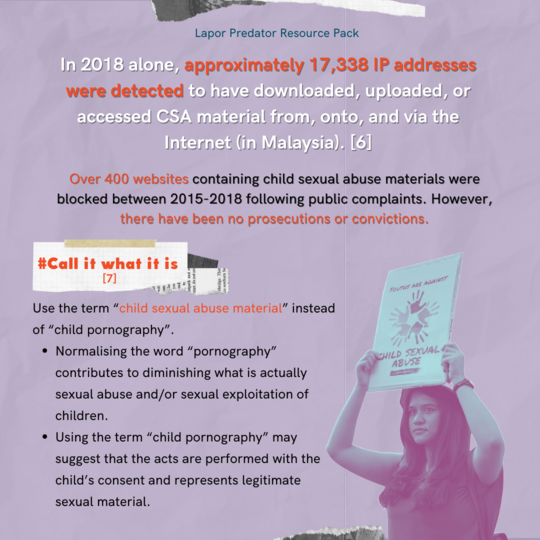 Lapor Predator Resource Pack
In 2018 alone, approximately 17,338 IP addresses
were detected to have downloaded, uploaded, or
accessed CSA material from, onto, and via the
Internet (in Malaysia). [6]
Over 400 websites containing child sexual abuse materials were
blocked between 2015-2018 following public complaints. However,
there have been no prosecutions or convictions.
#Call it what it is
[7]
Use the term “child sexual abuse material” instead
of “child pornography”.
• Normalising the word “pornography”
contributes to diminishing what is actually
sexual abuse and/or sexual exploitation of
children.
• Using the term “child pornography” may
suggest that the acts are performed with the
child’s consent and represents legitimate
sexual material.
YOUTHS ARE AGAINST
CHILD SEXUAL
ABUSE